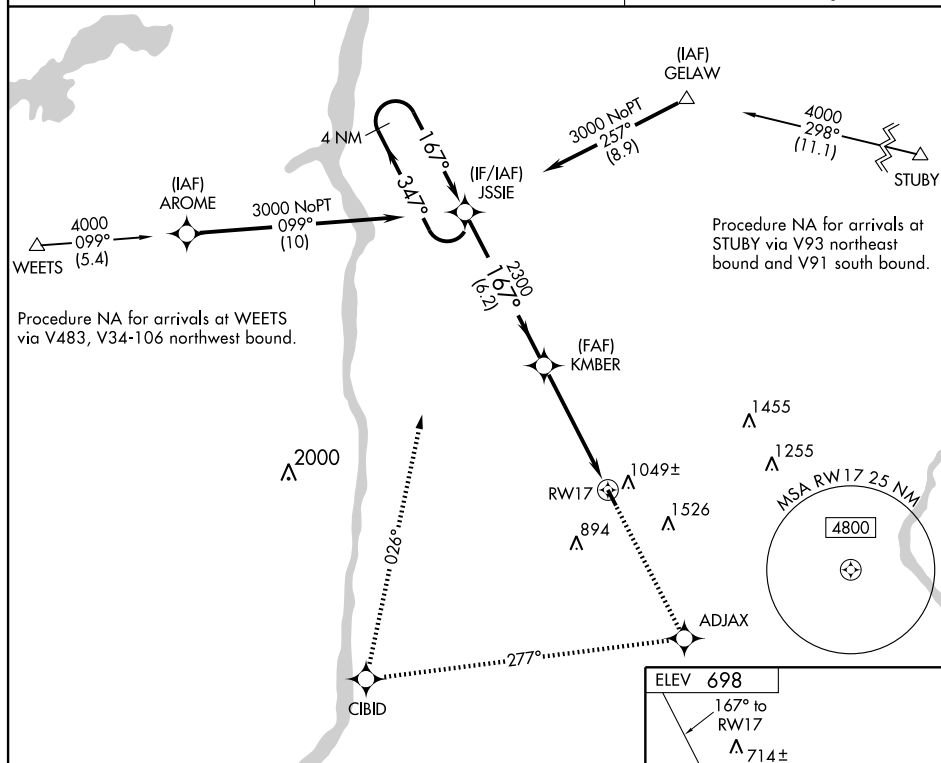 (IAF)
GELAW
3000 NoPT
257°
(8.9)
4000
298°
(11.1)
STUBY
4 NM
167°
347°
(IF/IAF)
JSSIE
(IAF)
AROME
3000 NoPT
099°
(10)
4000
099°
(5.4)
WEETS
Procedure NA for arrivals at
STUBY via V93 northeast
bound and V91 south bound.
2300
167°
(6.2)
Procedure NA for arrivals at WEETS
via V483, V34-106 northwest bound.
(FAF)
KMBER
1455
1255
2000
1049±
RW17
1526
894
MSA RW17 25 NM
4800
026°
ADJAX
277°
CIBID
ELEV 698
167° to
RW17
714±